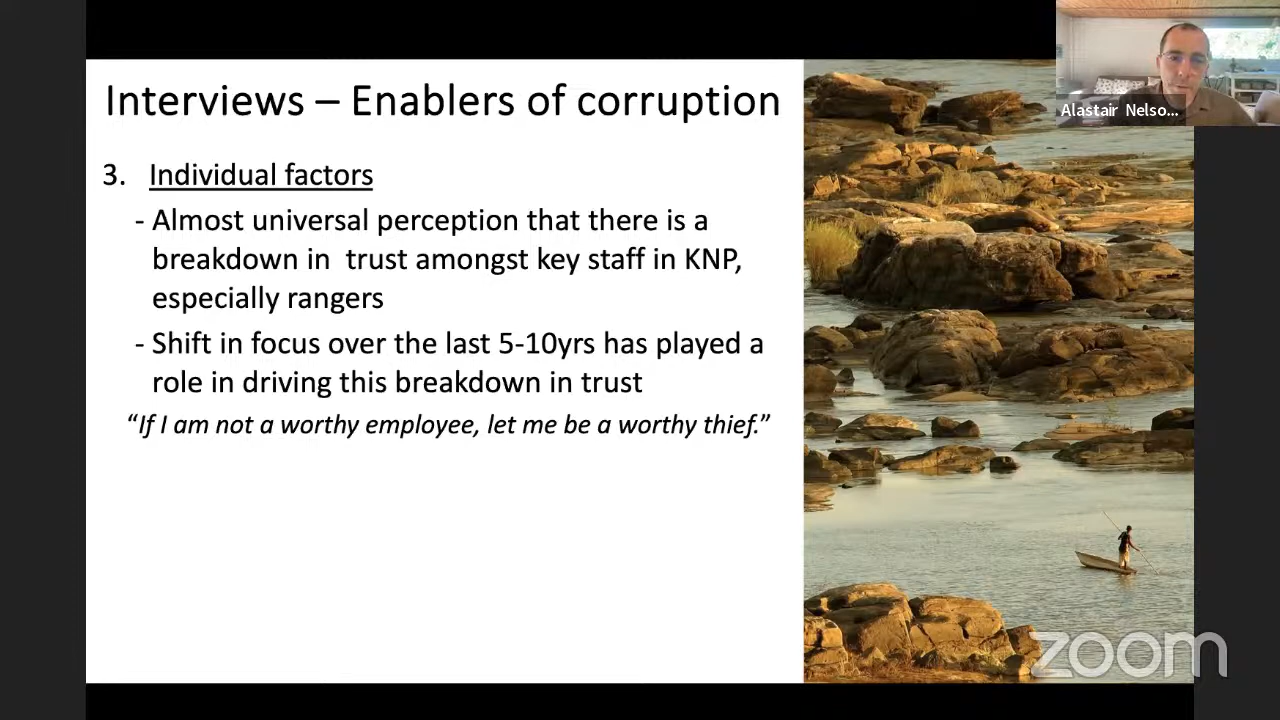 Interviews – Enablers of corruption
Alastair Nelso...
3. Individual factors
- Almost universal perception that there is a
breakdown in  trust amongst key staff in KNP,
especially rangers
- Shift in focus over the last 5-10yrs has played a
role in driving this breakdown in trust
“If I am not a worthy employee, let me be a worthy thief.”
zoom